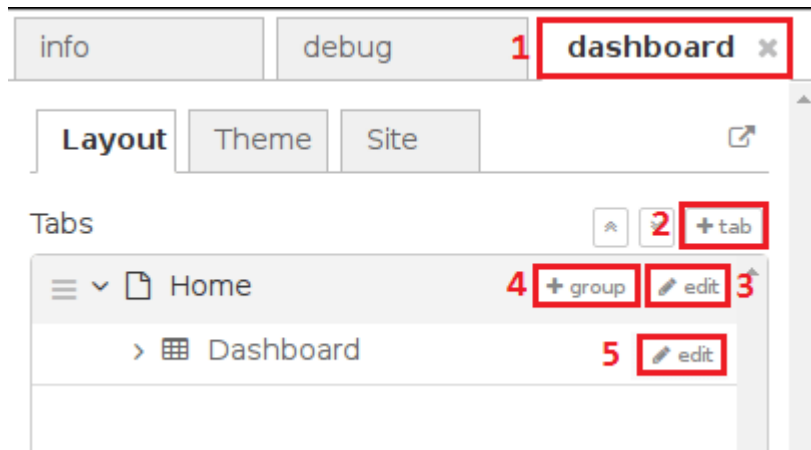 info debug 1 dashboard
Layout Theme Site
Tabs 2 +tab
Home 4 + group edit 3
Dashboard 5 edit